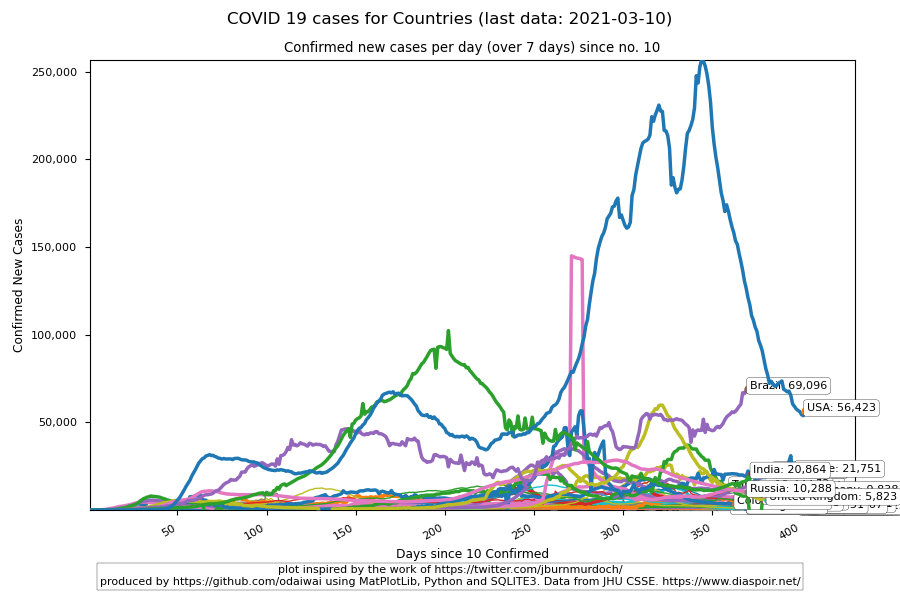 COVID 19 cases for Countries (last data: 2021-03-10)
Confirmed new cases per day (over 7 days) since no. 10
250,000
200,000
150,000
100,000
50,000
Confirmed New Cases
Brazil: 69,096
USA: 56,423
India: 20,864
e: 21,751
Russia: 10,288
9,838
Colo
gdom: 5,823
50
100
150
200
250
300
350
400
Days since 10 Confirmed
plot inspired by the work of https://twitter.com/jburnmurdoch/
produced by https://github.com/odaiwai using MatPlotLib, Python and SQLITE3. Data from JHU CSSE. https://www.diaspoir.net/